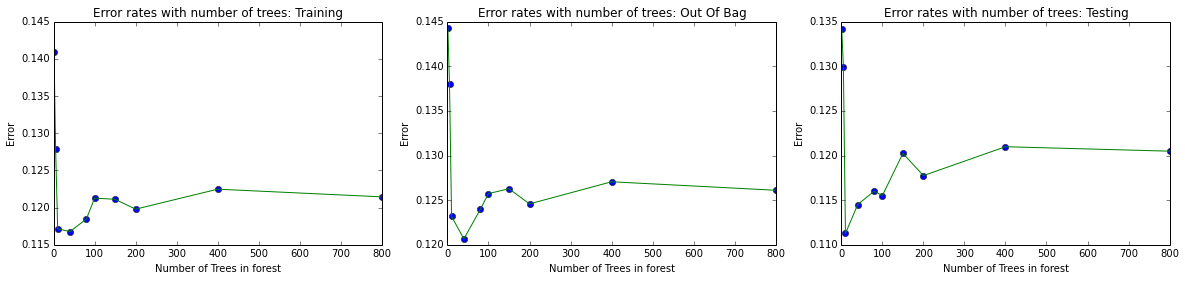 Error rates with number of trees: Training
0.145
0.140
0.135
0.130
0.125
0.120
0.115
Error
0 100 200 300 400 500 600 700 800
Number of Trees in forest
Error rates with number of trees: Out Of Bag
0.145
0.140
0.135
0.130
0.125
0.120
Error
0 100 200 300 400 500 600 700 800
Number of Trees in forest
Error rates with number of trees: Testing
0.135
0.130
0.125
0.120
0.115
0.110
Error
0 100 200 300 400 500 600 700 800
Number of Trees in forest